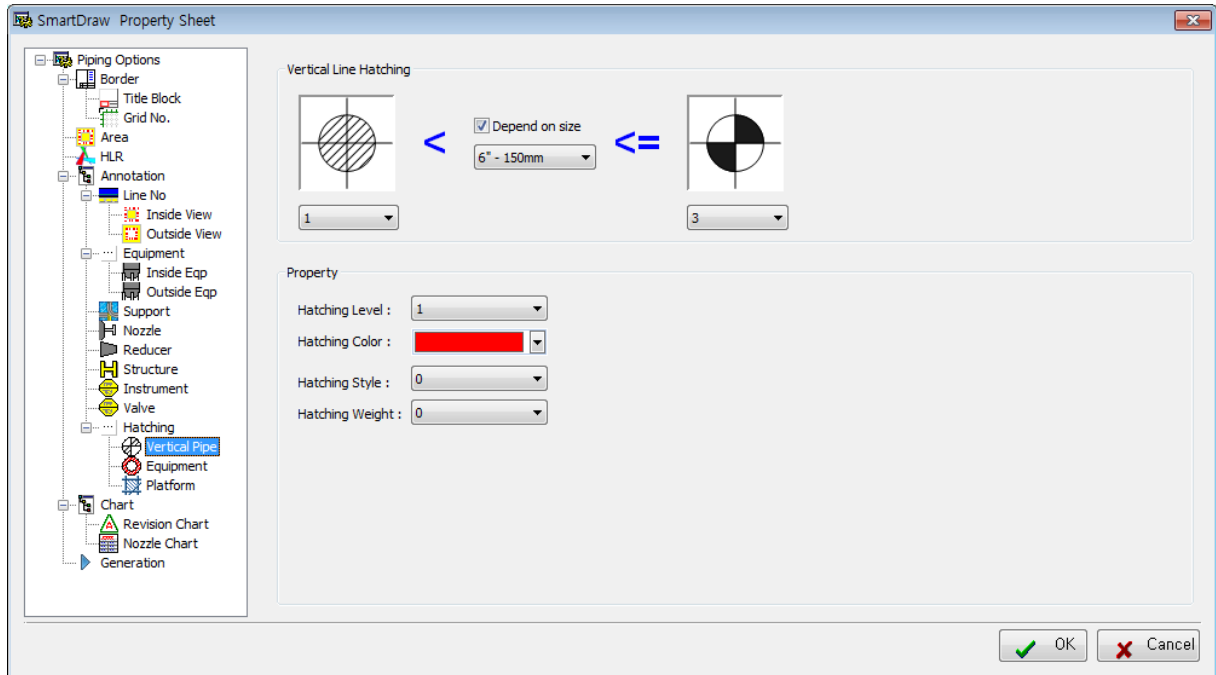 SmartDraw Property Sheet
Piping Options
Border
Title Block
Grid No.
Area
HLR
Annotation
Line No
Inside View
Outside View
Equipment
Inside Eqp
Outside Eqp
Support
Nozzle
Reducer
Structure
Instrument
Valve
Hatching
Vertical Pipe
Equipment
Platform
Chart
Revision Chart
Nozzle Chart
Generation
Vertical Line Hatching
< Depend on size <=
6" - 150mm
1 3
Property
Hatching Level : 1
Hatching Color :
Hatching Style : 0
Hatching Weight : 0
OK Cancel